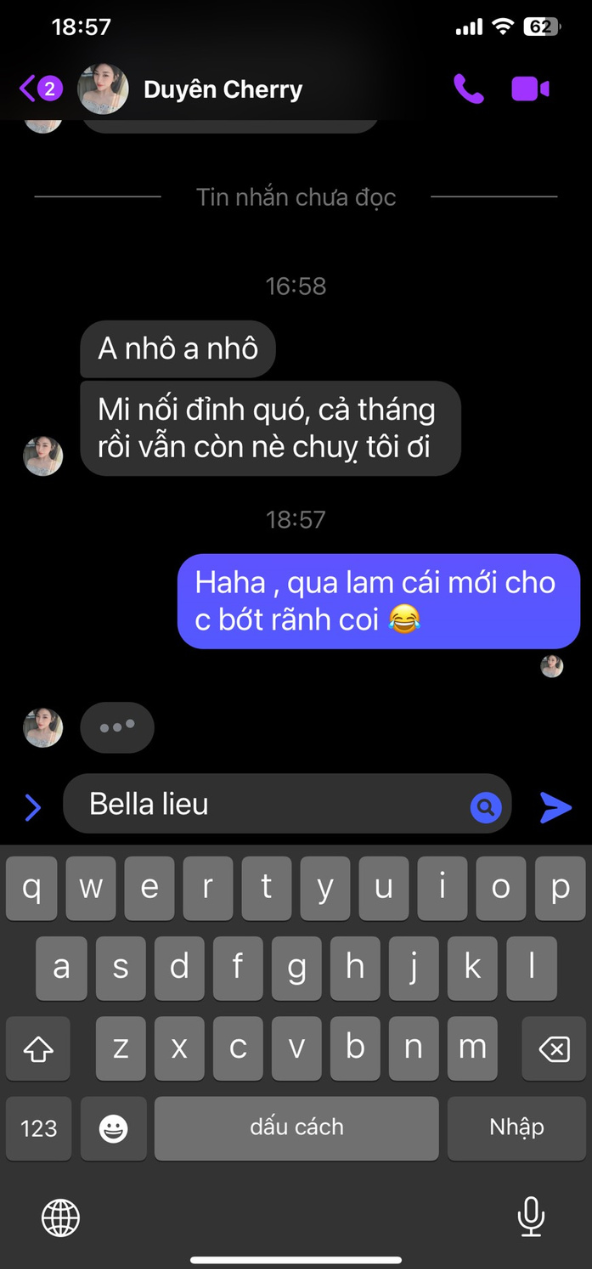 18:57
62
2
Duyên Cherry
Tin nhắn chưa đọc
16:58
A nhô a nhô
Mi nối đỉnh quó, cả tháng
rồi vẫn còn nè chuỵ tôi ơi
18:57
Haha , qua lam cái mới cho
c bớt rãnh coi 😂
Bella lieu
q w e r t y u i o p
a s d f g h j k l
z x c v b n m
123
dấu cách
Nhập